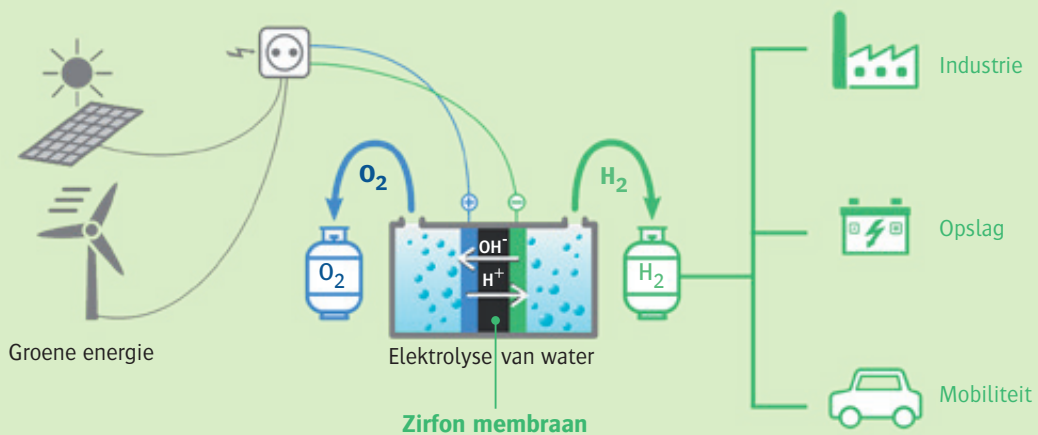 Industrie
O₂
H₂
+
−
OH⁻
H⁺
O₂
H₂
Opslag
Groene energie
Elektrolyse van water
Zirfon membraan
Mobiliteit